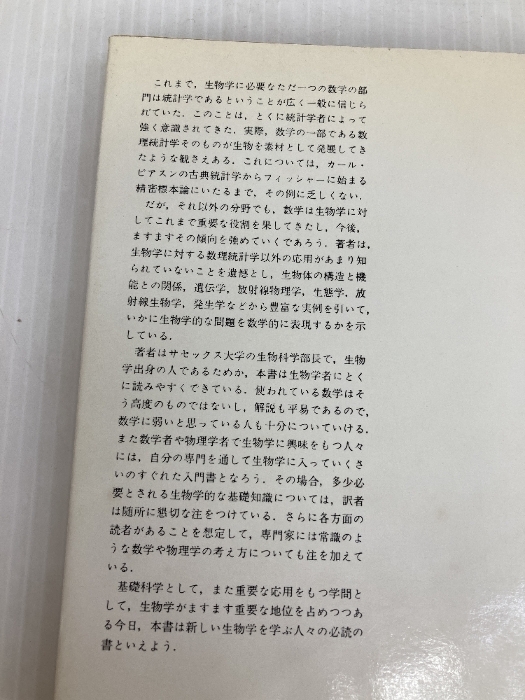 これまで，生物学に必要なただ一つの数学の部
門は統計学であるということが広く一般に信じら
れていた．このことは，とくに統計学者によって
強く意識されてきた．実際，数学の一部である数
理統計学そのものが生物を素材として発展してき
たような観さえある．これについては，カール・
ピアスンの古典統計学からフィッシャーに始まる
精密標本論にいたるまで，その例に乏しくない．
だが，それ以外の分野でも，数学は生物学に対
してこれまで重要な役割を果してきたし，今後，
ますますその傾向を強めていくであろう．著者は，
生物学に対する数理統計学以外の応用があまり知
られていないことを遺憾とし，生物体の構造と機
能との関係，遺伝学，放射線物理学，生態学，放
射線生物学，発生学などから豊富な実例を引いて，
いかに生物学的な問題を数学的に表現するかを示
している．
著者はサセックス大学の生物科学部長で，生物
学出身の人であるためか，本書は生物学者にとく
に読みやすくできている．使われている数学はそ
う高度のものではないし，解説も平易であるので，
数学に弱いと思っている人も十分についていける．
また数学者や物理学者で生物学に興味をもつ人々
には，自分の専門を通して生物学に入っていくさ
いのすぐれた入門書となろう．その場合，多少必
要とされる生物学的な基礎知識については，訳者
は随所に懇切な注をつけている．さらに各方面の
読者があることを想定して，専門家には常識のよ
うな数学や物理学の考え方についても注を加えて
いる．
基礎科学として，また重要な応用をもつ学問と
して，生物学がますます重要な地位を占めつつあ
る今日，本書は新しい生物学を学ぶ人々の必読の
書といえよう．